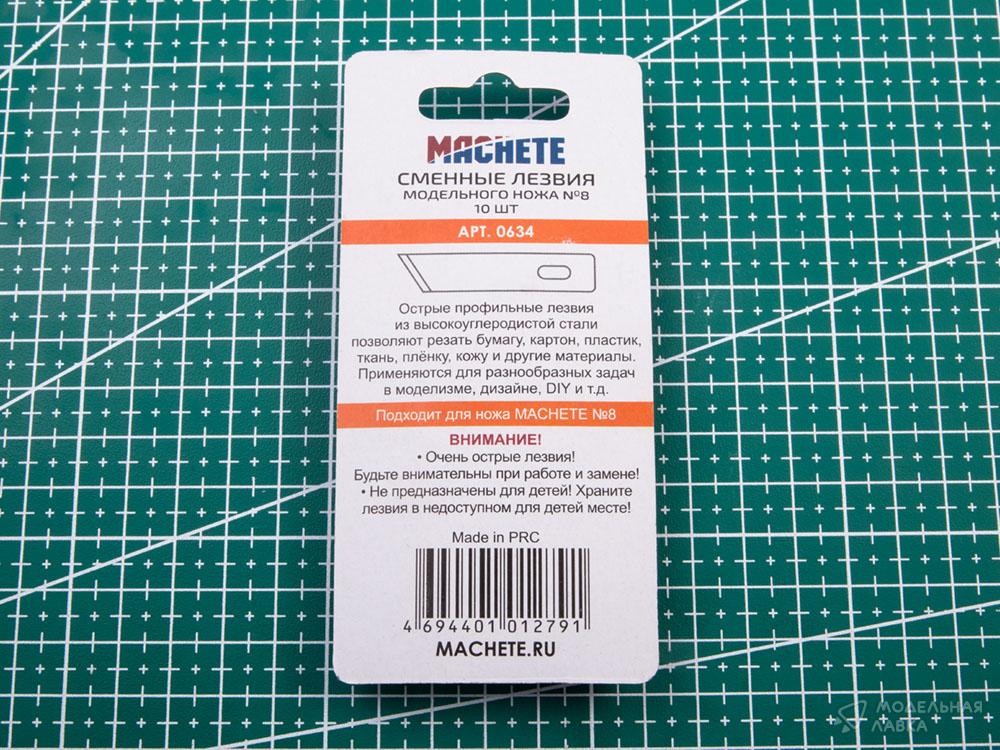 MACHETE
СМЕННЫЕ ЛЕЗВИЯ
МОДЕЛЬНОГО НОЖА №8
10 ШТ
АРТ. 0634
Острые профильные лезвия
из высокоуглеродистой стали
позволяют резать бумагу, картон, пластик,
ткань, плёнку, кожу и другие материалы.
Применяются для разнообразных задач
в моделизме, дизайне, DIY и т.д.
Подходит для ножа MACHETE №8
ВНИМАНИЕ!
• Очень острые лезвия!
Будьте внимательны при работе и замене!
• Не предназначены для детей! Храните
лезвия в недоступном для детей месте!
Made in PRC
4 694401 012791
MACHETE.RU
МОДЕЛЬНАЯ
ЛАВКА